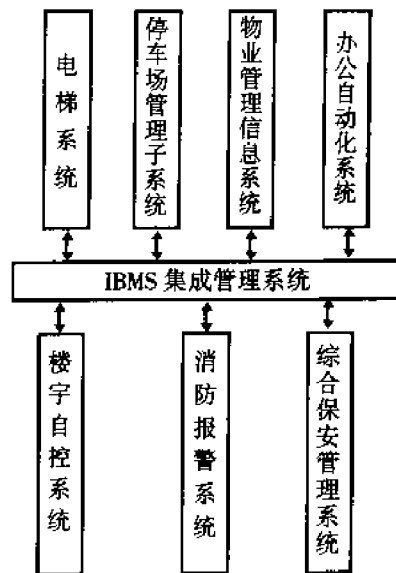 电梯系统
停车场管理子系统
物业管理信息系统
办公自动化系统
IBMS 集成管理系统
楼宇自控系统
消防报警系统
综合保安管理系统